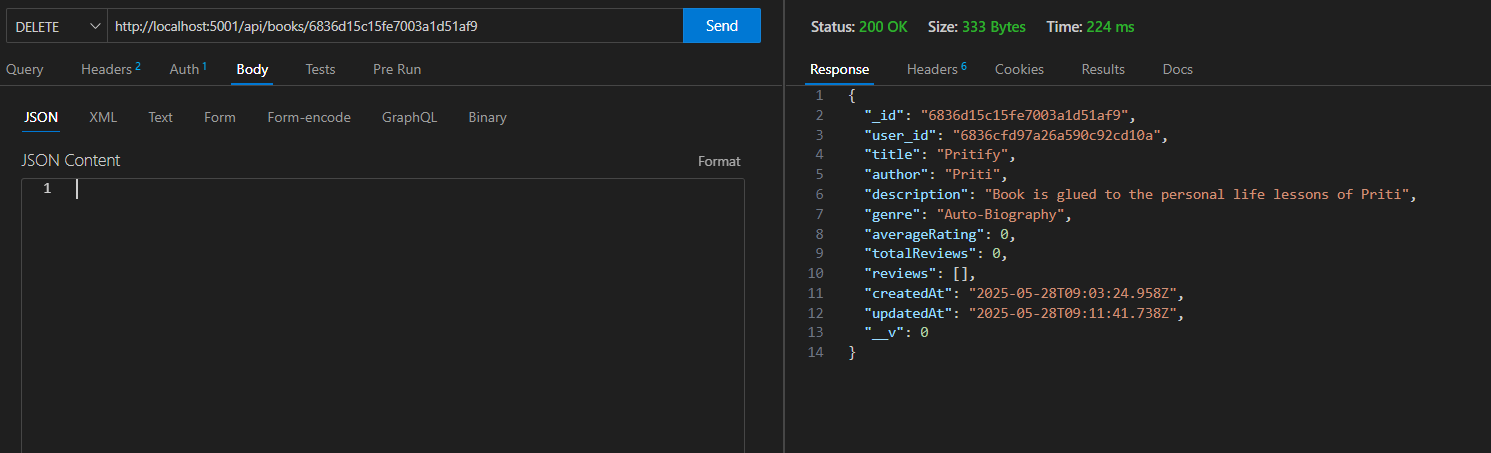 DELETE http://localhost:5001/api/books/6836d15c15fe7003a1d51af9 Send
Query Headers 2 Auth 1 Body Tests Pre Run
JSON XML Text Form Form-encode GraphQL Binary
JSON Content Format
1
Status: 200 OK Size: 333 Bytes Time: 224 ms
Response Headers 6 Cookies Results Docs
1 {
2 "_id": "6836d15c15fe7003a1d51af9",
3 "user_id": "6836cfd97a26a590c92cd10a",
4 "title": "Pritify",
5 "author": "Priti",
6 "description": "Book is glued to the personal life lessons of Priti",
7 "genre": "Auto-Biography",
8 "averageRating": 0,
9 "totalReviews": 0,
10 "reviews": [],
11 "createdAt": "2025-05-28T09:03:24.958Z",
12 "updatedAt": "2025-05-28T09:11:41.738Z",
13 "__v": 0
14 }